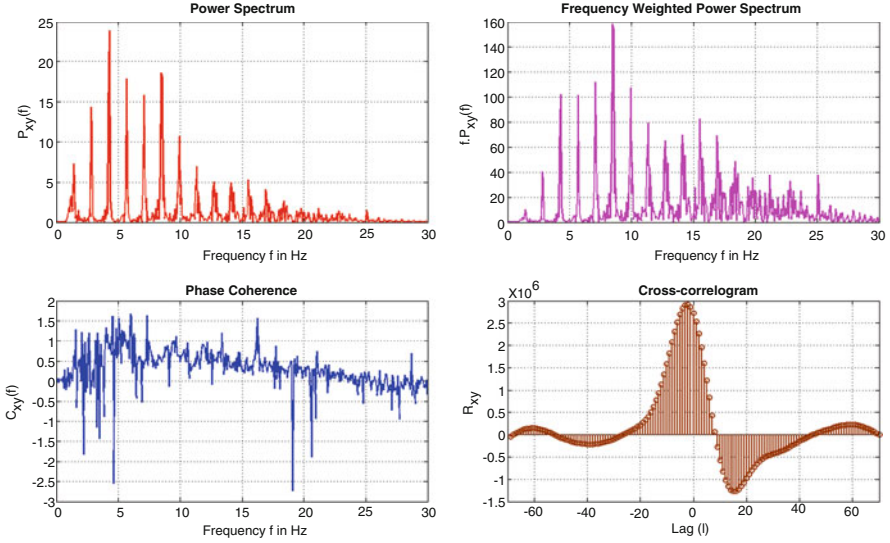 Power Spectrum
25
20
15
10
5
0
0 5 10 15 20 25 30
Pxy(f)
Frequency f in Hz
Frequency Weighted Power Spectrum
160
140
120
100
80
60
40
20
0
0 5 10 15 20 25 30
f.Pxy(f)
Frequency f in Hz
Phase Coherence
2
1.5
1
0.5
0
-0.5
-1
-1.5
-2
-2.5
-3
0 5 10 15 20 25 30
Cxy(f)
Frequency f in Hz
Cross-correlogram
X10^6
3
2.5
2
1.5
1
0.5
0
-0.5
-1
-1.5
-60 -40 -20 0 20 40 60
Rxy
Lag (l)